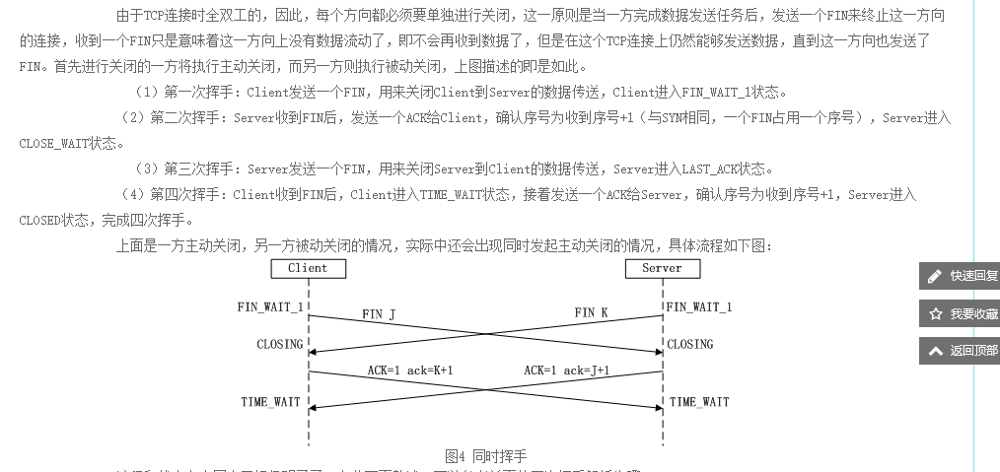 由于TCP连接时全双工的，因此，每个方向都必须要单独进行关闭，这一原则是当一方完成数据发送任务后，发送一个FIN来终止这一方向
的连接，收到一个FIN只是意味着这一方向上没有数据流动了，即不会再收到数据了，但是在这个TCP连接上仍然能够发送数据，直到这一方向也发送了
FIN。首先进行关闭的一方将执行主动关闭，而另一方则执行被动关闭，上图描述的即是如此。
（1）第一次挥手：Client发送一个FIN，用来关闭Client到Server的数据传送，Client进入FIN_WAIT_1状态。
（2）第二次挥手：Server收到FIN后，发送一个ACK给Client，确认序号为收到序号+1（与SYN相同，一个FIN占用一个序号），Server进入
CLOSE_WAIT状态。
（3）第三次挥手：Server发送一个FIN，用来关闭Server到Client的数据传送，Server进入LAST_ACK状态。
（4）第四次挥手：Client收到FIN后，Client进入TIME_WAIT状态，接着发送一个ACK给Server，确认序号为收到序号+1，Server进入
CLOSED状态，完成四次挥手。
上面是一方主动关闭，另一方被动关闭的情况，实际中还会出现同时发起主动关闭的情况，具体流程如下图：
Client
Server
FIN_WAIT_1
FIN J
FIN K
FIN_WAIT_1
CLOSING
CLOSING
ACK=1 ack=K+1
ACK=1 ack=J+1
TIME_WAIT
TIME_WAIT
图4 同时挥手
快速回复
我要收藏
返回顶部